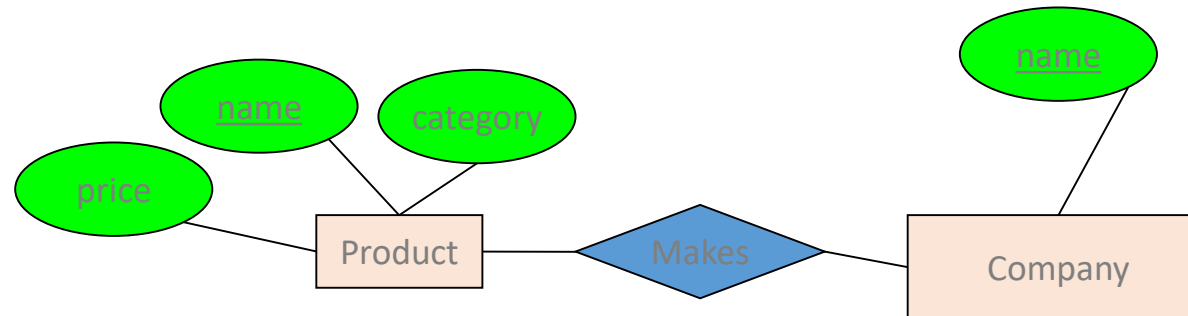 name
name
category
price
Product
Makes
Company